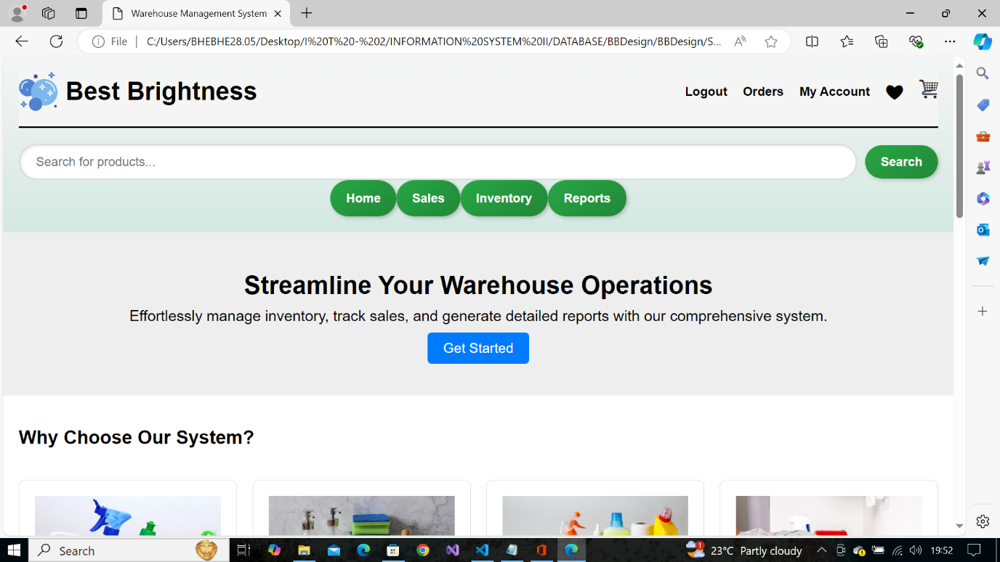 Warehouse Management System
File
C:/Users/BHEBHE28.05/Desktop/I%20T%20-%202/INFORMATION%20SYSTEM%20II/DATABASE/BBDesign/BBDesign/S...
Best Brightness
Logout
Orders
My Account
Search for products...
Search
Home
Sales
Inventory
Reports
Streamline Your Warehouse Operations
Effortlessly manage inventory, track sales, and generate detailed reports with our comprehensive system.
Get Started
Why Choose Our System?
Search
1
23°C Partly cloudy
19:52